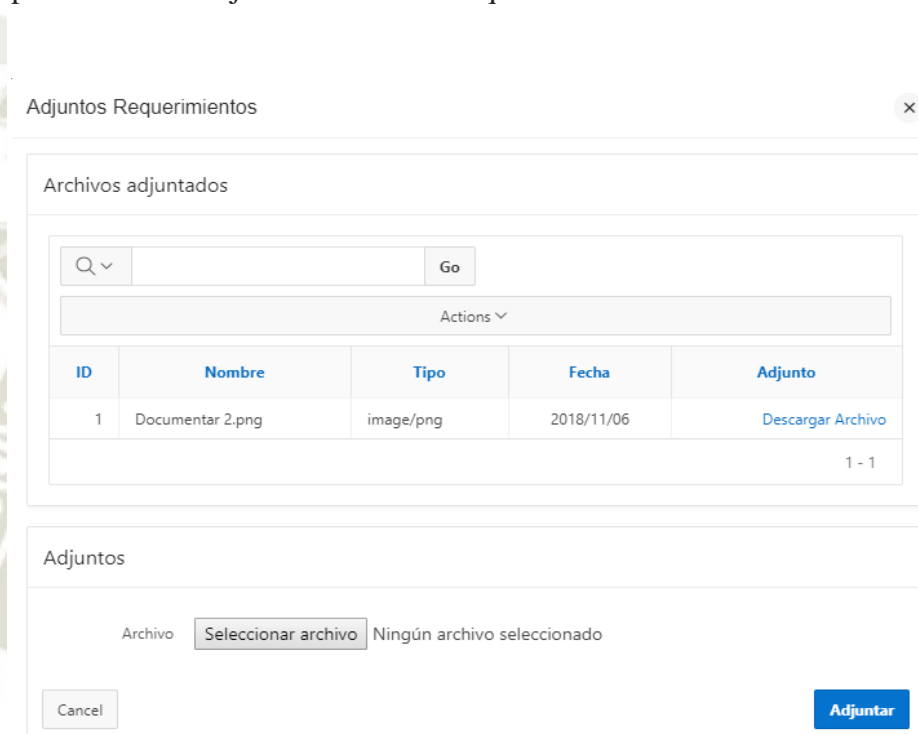 Adjuntos Requerimientos
Archivos adjuntados
Go
Actions
ID Nombre Tipo Fecha Adjunto
1 Documentar 2.png image/png 2018/11/06 Descargar Archivo
1 - 1
Adjuntos
Archivo Seleccionar archivo Ningún archivo seleccionado
Cancel Adjuntar